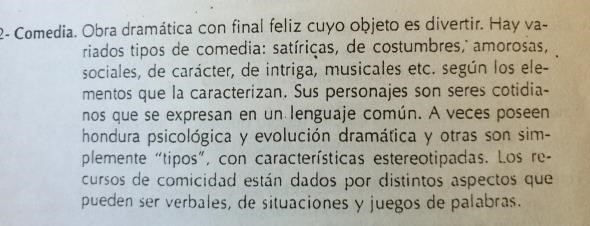 2- Comedia. Obra dramática con final feliz cuyo objeto es divertir. Hay va-
riados tipos de comedia: satíricas, de costumbres, amorosas,
sociales, de carácter, de intriga, musicales etc. según los ele-
mentos que la caracterizan. Sus personajes son seres cotidia-
nos que se expresan en un lenguaje común. A veces poseen
hondura psicológica y evolución dramática y otras son sim-
plemente "tipos", con características estereotipadas. Los re-
cursos de comicidad están dados por distintos aspectos que
pueden ser verbales, de situaciones y juegos de palabras.